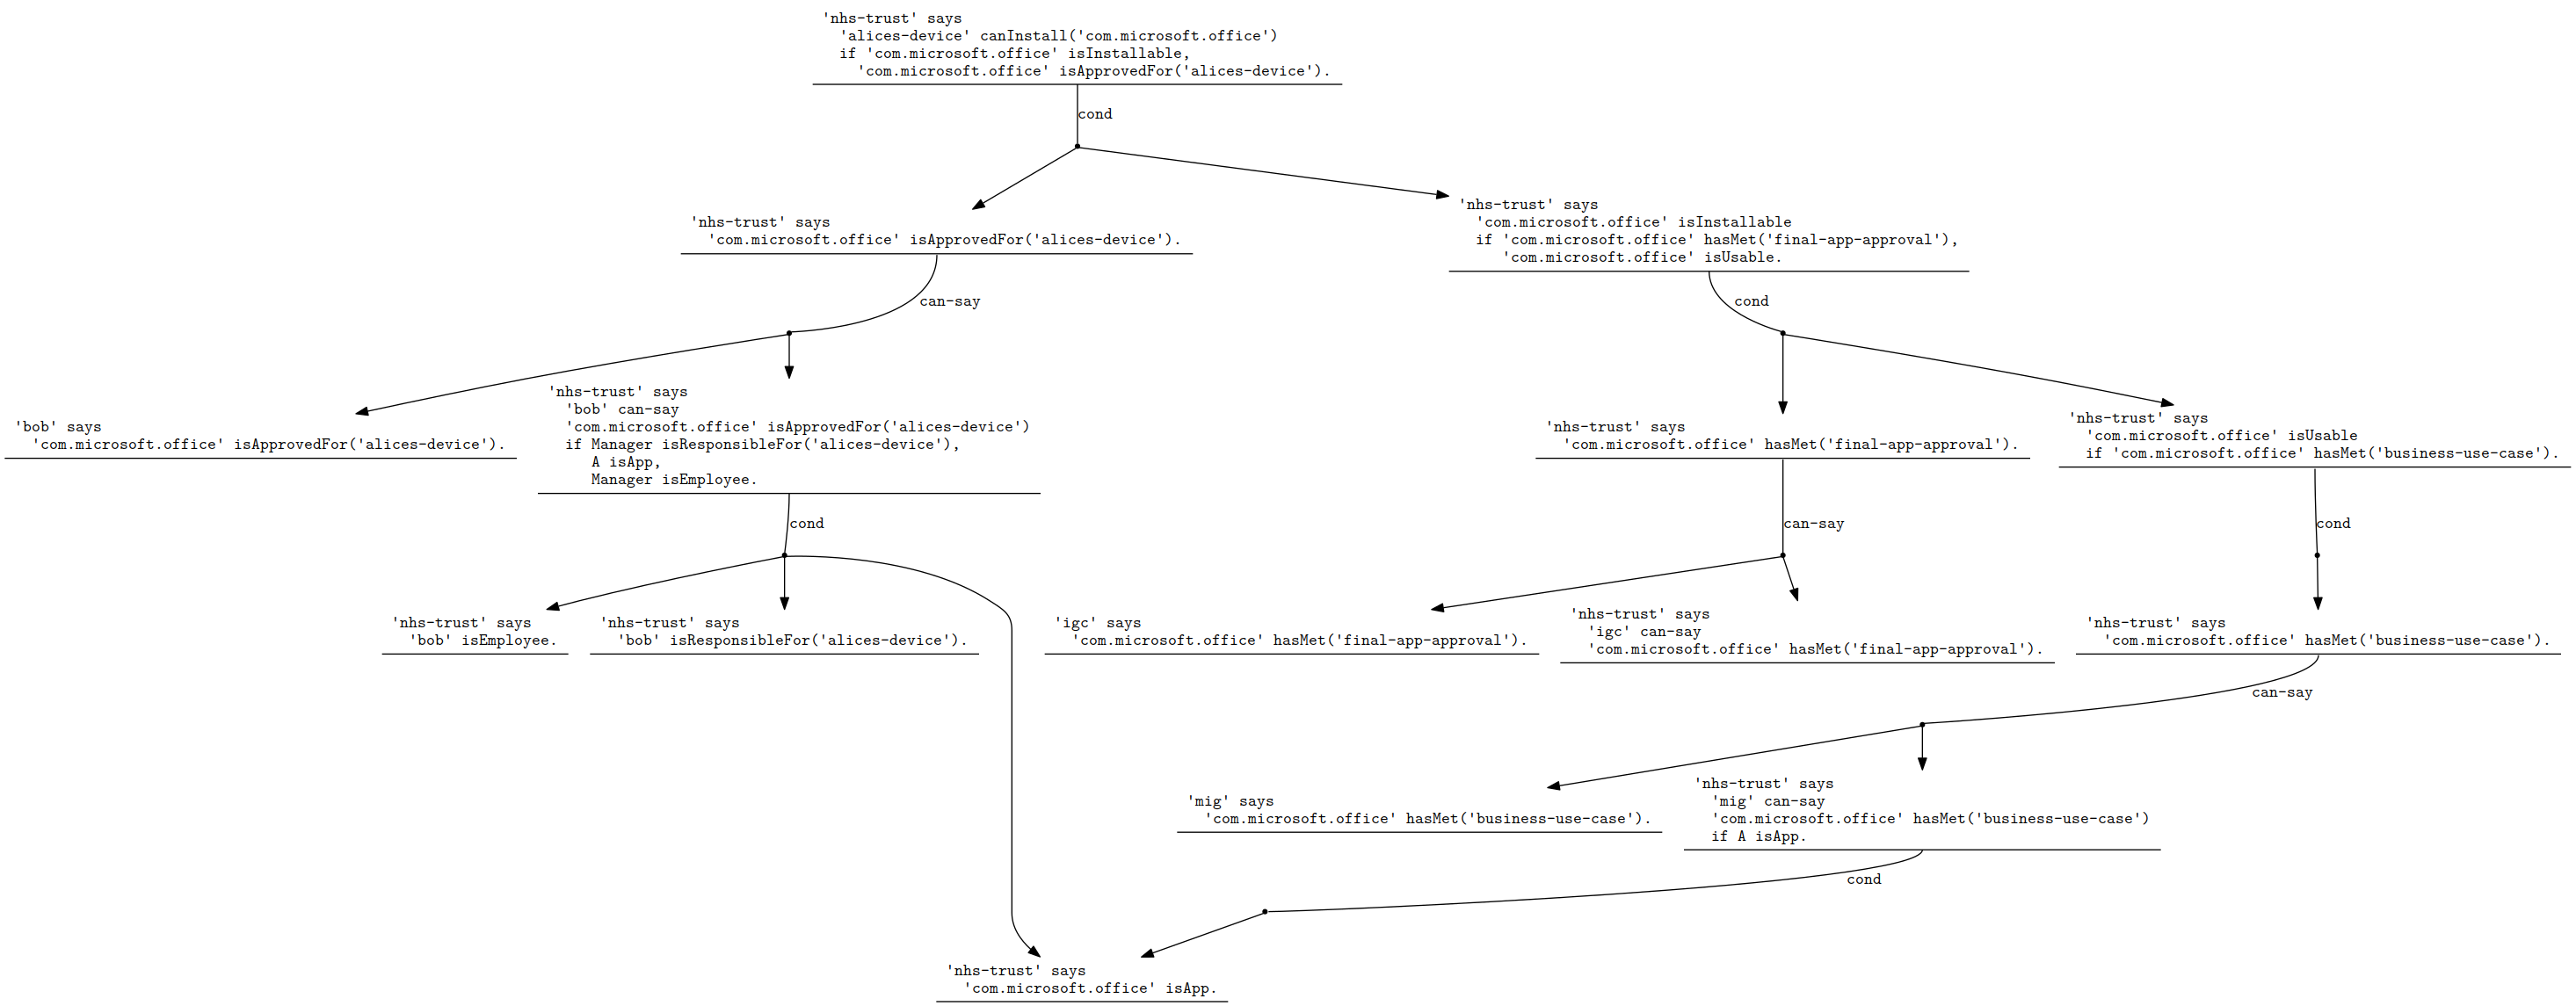 'nhs-trust' says
'alices-device' canInstall('com.microsoft.office')
if 'com.microsoft.office' isInstallable,
'com.microsoft.office' isApprovedFor('alices-device').
cond
'nhs-trust' says
'com.microsoft.office' isApprovedFor('alices-device').
'nhs-trust' says
'com.microsoft.office' isInstallable
if 'com.microsoft.office' hasMet('final-app-approval'),
'com.microsoft.office' isUsable.
can-say
cond
'bob' says
'com.microsoft.office' isApprovedFor('alices-device').
'nhs-trust' says
'bob' can-say
'com.microsoft.office' isApprovedFor('alices-device')
if Manager isResponsibleFor('alices-device'),
A isApp,
Manager isEmployee.
'nhs-trust' says
'com.microsoft.office' hasMet('final-app-approval').
'nhs-trust' says
'com.microsoft.office' isUsable
if 'com.microsoft.office' hasMet('business-use-case').
cond
can-say
cond
'nhs-trust' says
'bob' isEmployee.
'nhs-trust' says
'bob' isResponsibleFor('alices-device').
'igc' says
'com.microsoft.office' hasMet('final-app-approval').
'nhs-trust' says
'igc' can-say
'com.microsoft.office' hasMet('final-app-approval').
'nhs-trust' says
'com.microsoft.office' hasMet('business-use-case').
can-say
'mig' says
'com.microsoft.office' hasMet('business-use-case').
'nhs-trust' says
'mig' can-say
'com.microsoft.office' hasMet('business-use-case')
if A isApp.
cond
'nhs-trust' says
'com.microsoft.office' isApp.